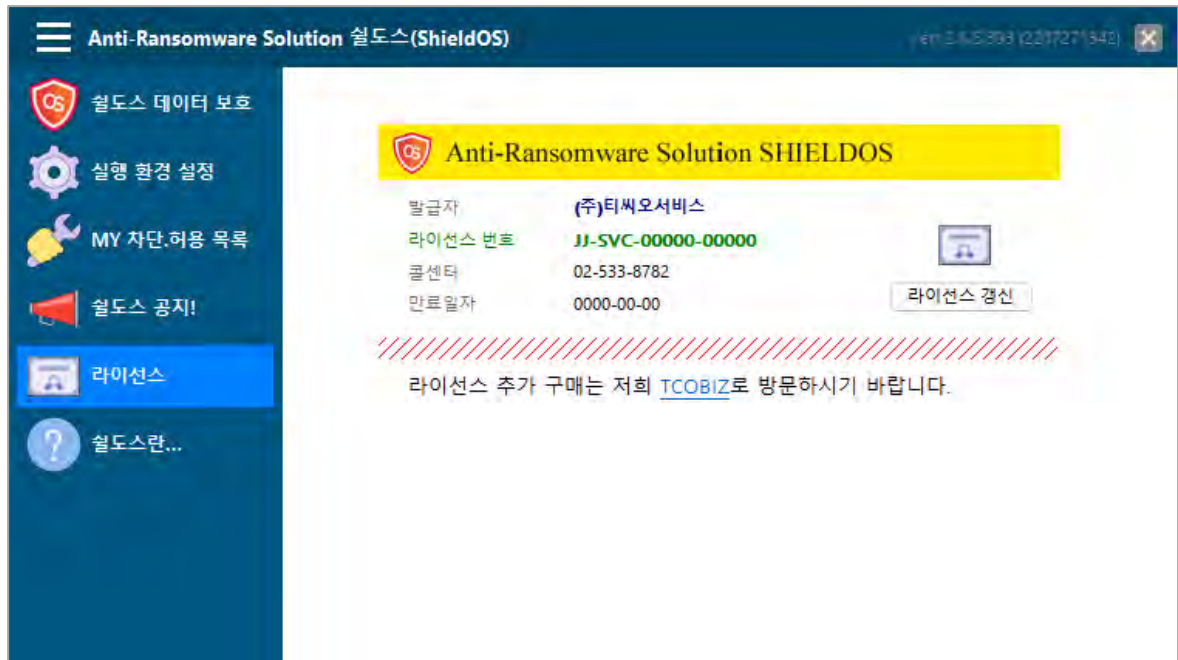 Anti-Ransomware Solution 쉴도스(ShieldOS)
쉴도스 데이터 보호
실행 환경 설정
MY 차단.허용 목록
쉴도스 공지!
라이선스
쉴도스란...
Anti-Ransomware Solution SHIELDOS
발급자 (주)티씨오서비스
라이선스 번호 JJ-SVC-00000-00000
콜센터 02-533-8782
만료일자 0000-00-00
라이선스 갱신
라이선스 추가 구매는 저희 TCOBIZ로 방문하시기 바랍니다.